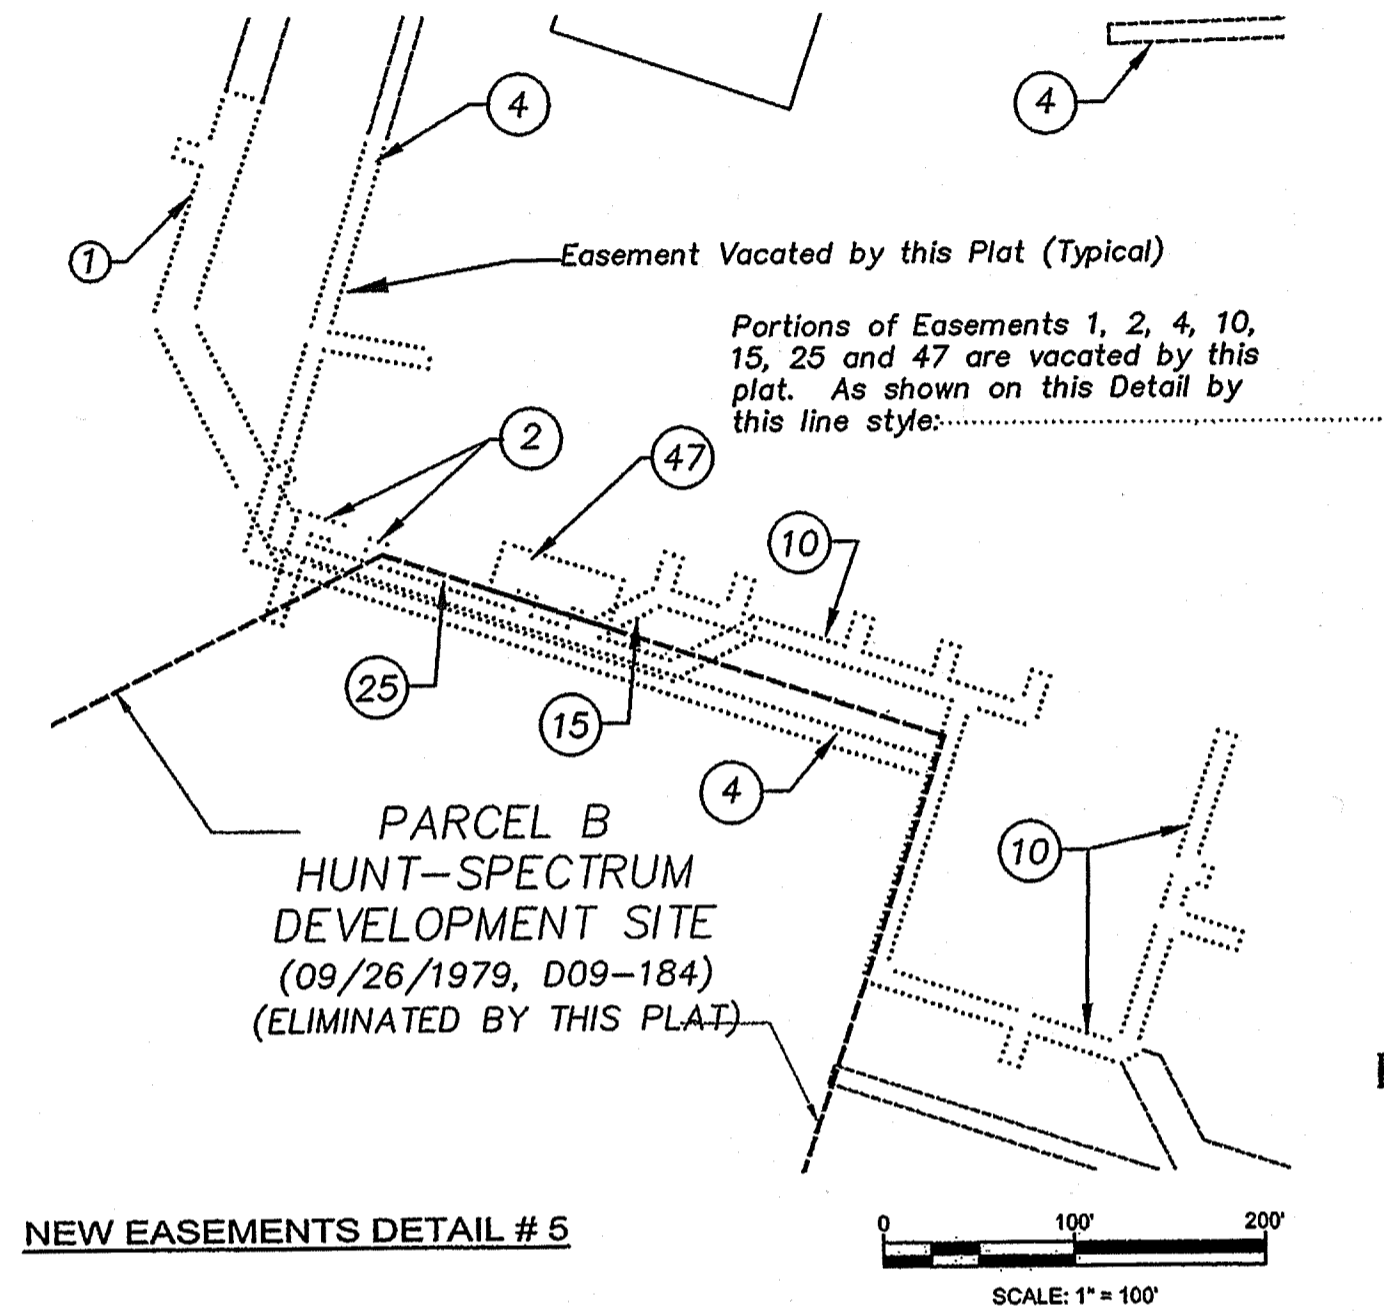 4
4
1
Easement Vacated by this Plat (Typical)
Portions of Easements 1, 2, 4, 10,
15, 25 and 47 are vacated by this
plat. As shown on this Detail by
this line style:
2
47
10
25
15
4
10
PARCEL B
HUNT-SPECTRUM
DEVELOPMENT SITE
(09/26/1979, D09-184)
(ELIMINATED BY THIS PLAT)
NEW EASEMENTS DETAIL # 5
0 100' 200'
SCALE: 1" = 100'